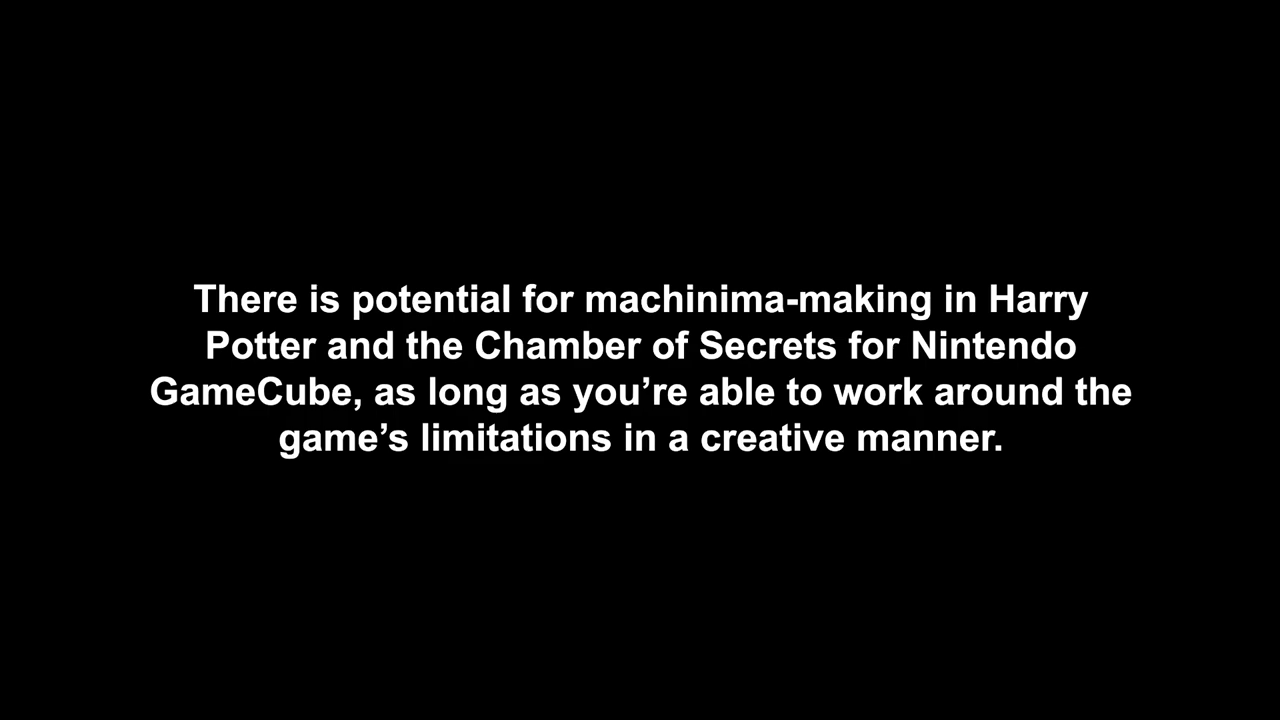 There is potential for machinima-making in Harry
Potter and the Chamber of Secrets for Nintendo
GameCube, as long as you’re able to work around the
game’s limitations in a creative manner.